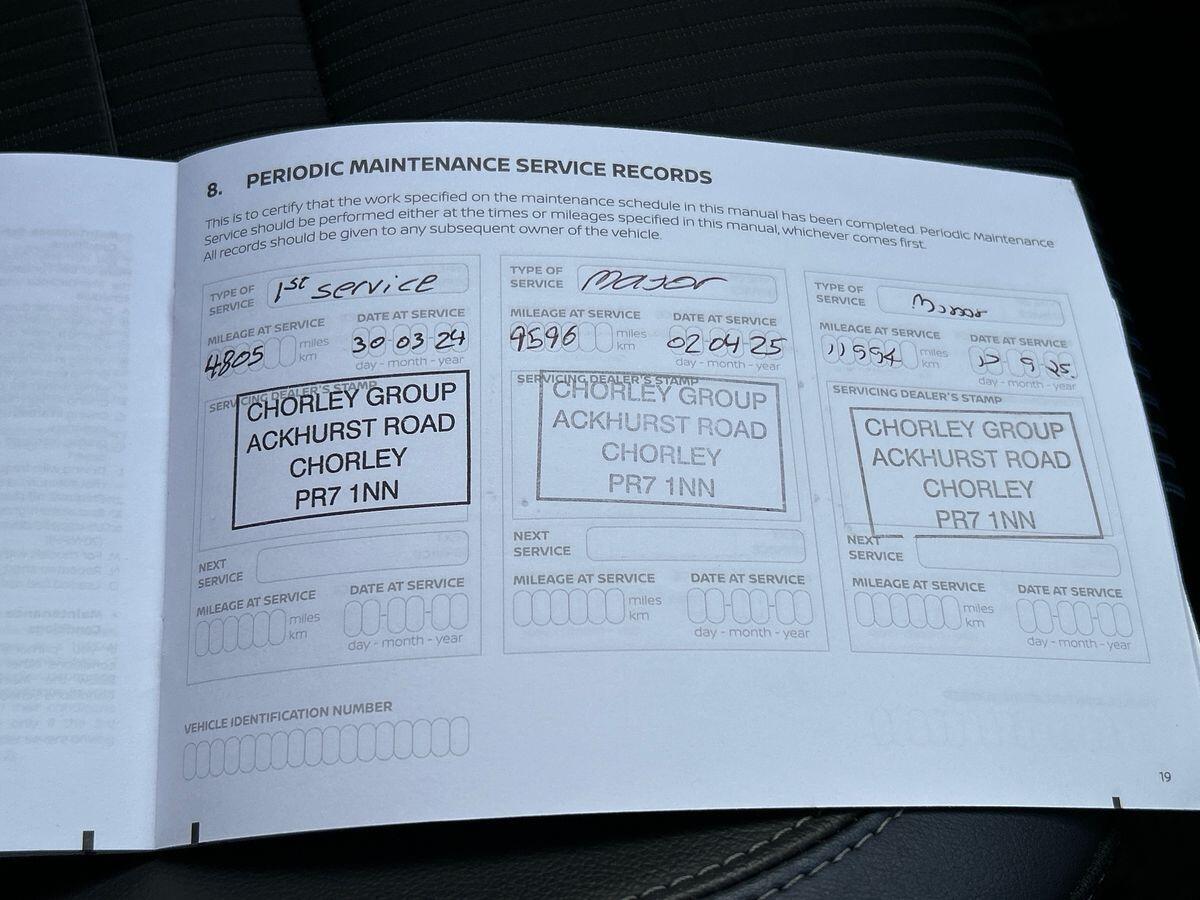 8. PERIODIC MAINTENANCE SERVICE RECORDS
This is to certify that the work specified on the maintenance schedule in this manual has been completed. Periodic Maintenance
Service should be performed either at the times or mileages specified in this manual, whichever comes first.
All records should be given to any subsequent owner of the vehicle.
TYPE OF
SERVICE
1st service
MILEAGE AT SERVICE
4805
miles
km
DATE AT SERVICE
30-03-24
day - month - year
SERVICING DEALER'S STAMP
CHORLEY GROUP
ACKHURST ROAD
CHORLEY
PR7 1NN
NEXT
SERVICE
MILEAGE AT SERVICE
miles
km
DATE AT SERVICE
day - month - year
TYPE OF
SERVICE
major
MILEAGE AT SERVICE
9596
miles
km
DATE AT SERVICE
02-04-25
day - month - year
SERVICING DEALER'S STAMP
CHORLEY GROUP
ACKHURST ROAD
CHORLEY
PR7 1NN
NEXT
SERVICE
MILEAGE AT SERVICE
miles
km
DATE AT SERVICE
day - month - year
TYPE OF
SERVICE
MILEAGE AT SERVICE
11994
miles
km
DATE AT SERVICE
9 25
day - month - year
SERVICING DEALER'S STAMP
CHORLEY GROUP
ACKHURST ROAD
CHORLEY
PR7 1NN
NEXT
SERVICE
MILEAGE AT SERVICE
miles
km
DATE AT SERVICE
day - month - year
VEHICLE IDENTIFICATION NUMBER
19